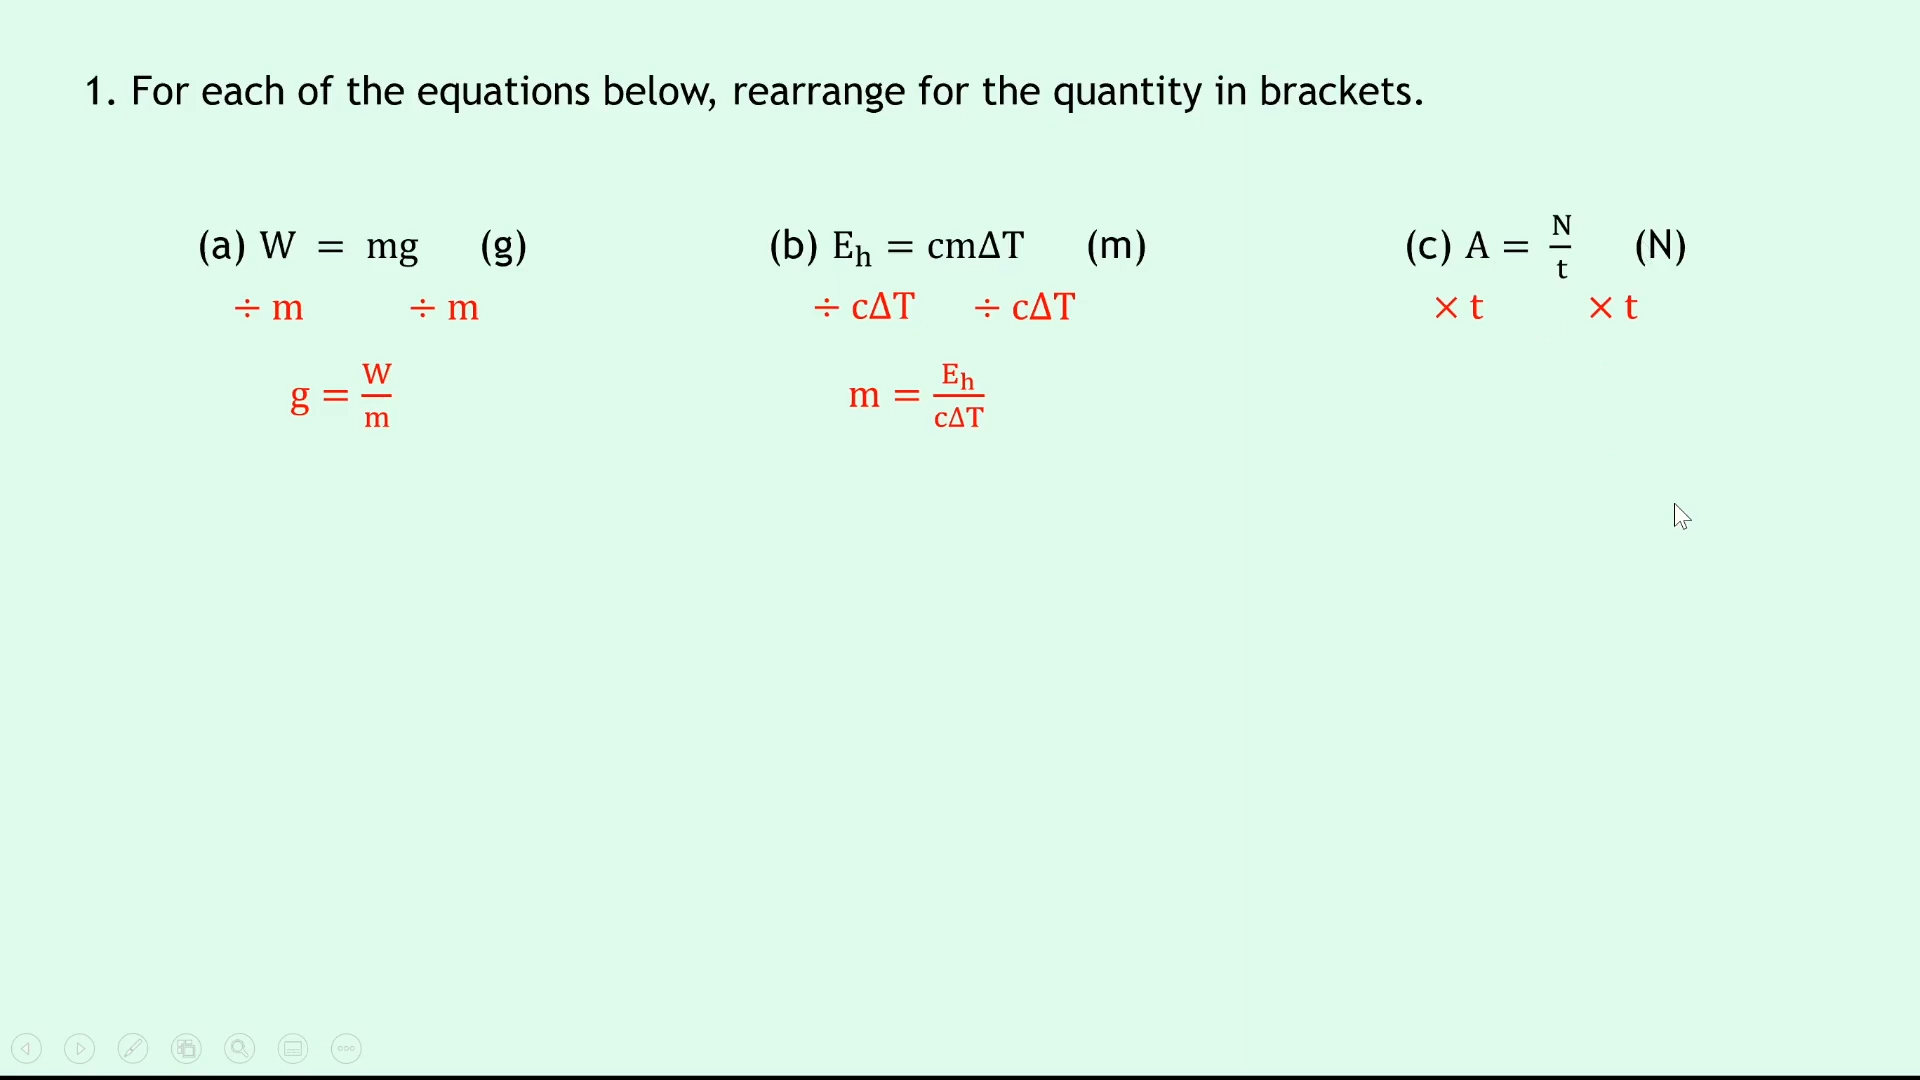 1. For each of the equations below, rearrange for the quantity in brackets.
(a) W = mg (g)
÷ m ÷ m
g = W/m
(b) Eₕ = cmΔT (m)
÷ cΔT ÷ cΔT
m = Eₕ/cΔT
(c) A = N/t (N)
× t × t